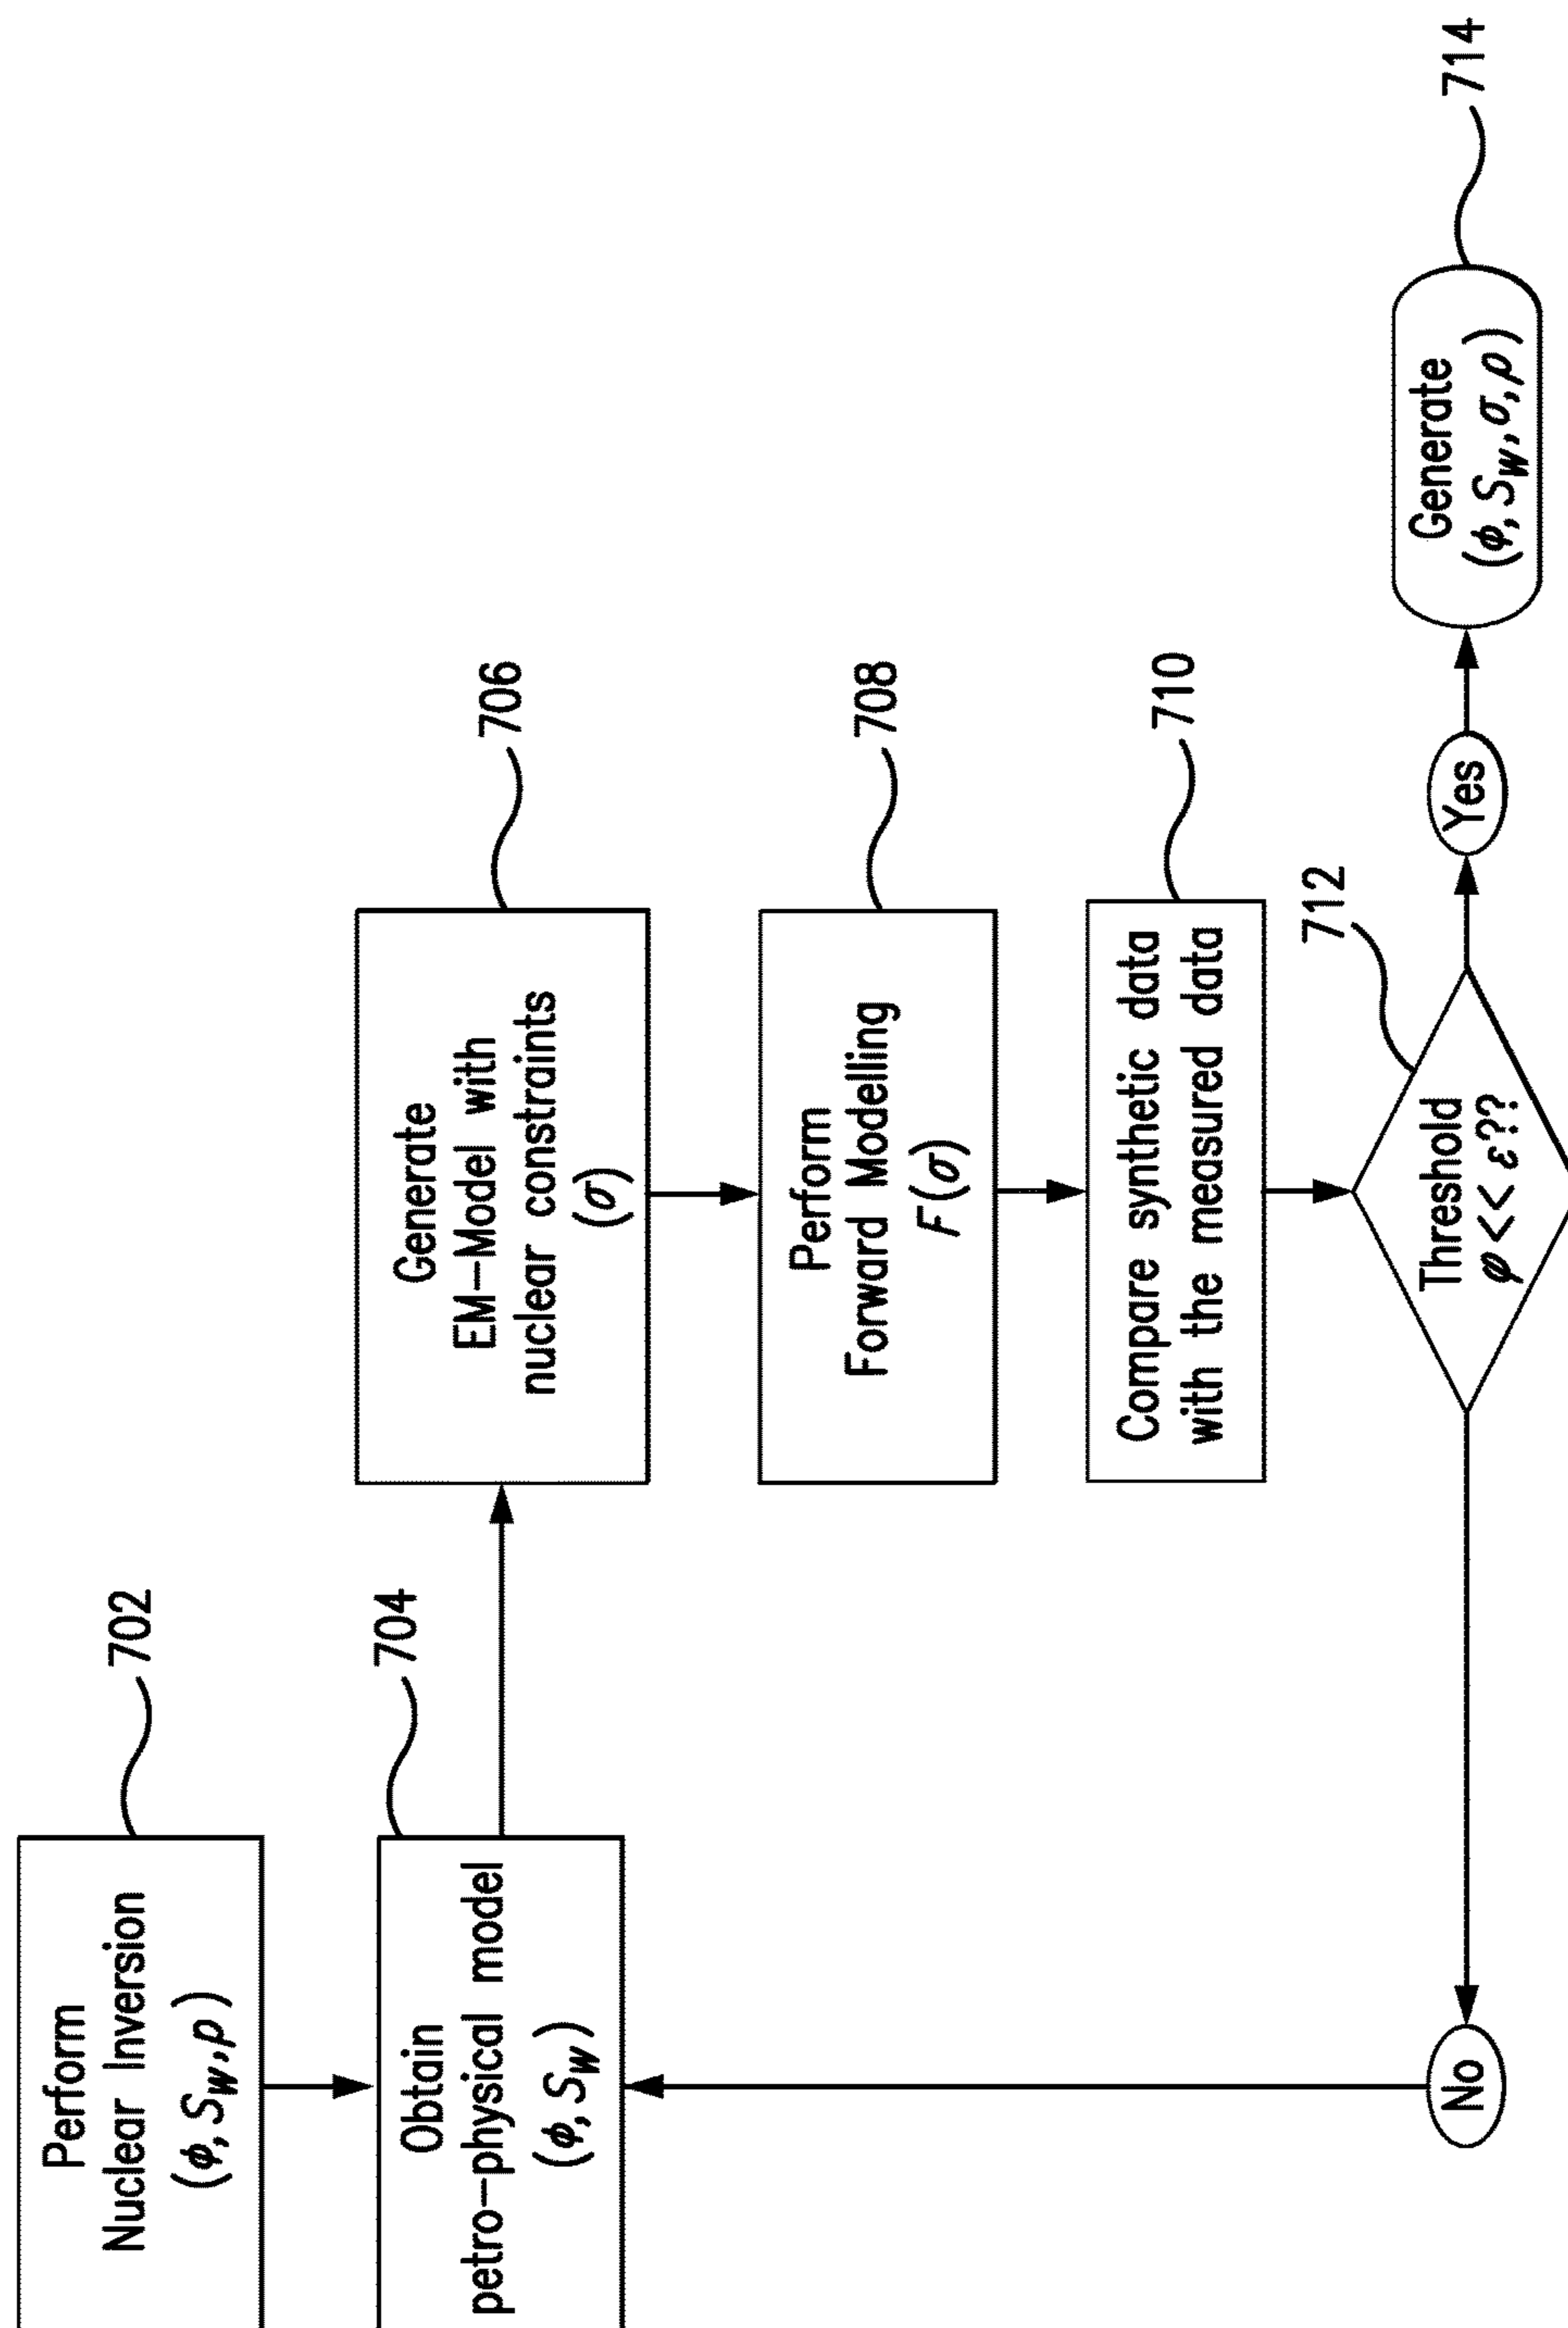 Perform
Nuclear Inversion
(ϕ, S_W, ρ)
702
Obtain
petro-physical model
(ϕ, S_W)
704
Generate
EM-Model with
nuclear constraints
(σ)
706
Perform
Forward Modelling
F(σ)
708
Compare synthetic data
with the measured data
710
Threshold
φ << ε??
712
No
Yes
Generate
(ϕ, S_W, σ, ρ)
714